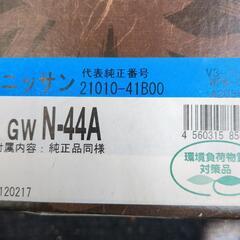 ニッサン
代表純正番号
21010-41B00
GW N-44A
付属内容:純正品同様
4 560315 85
環境負荷物質
対策品
120217